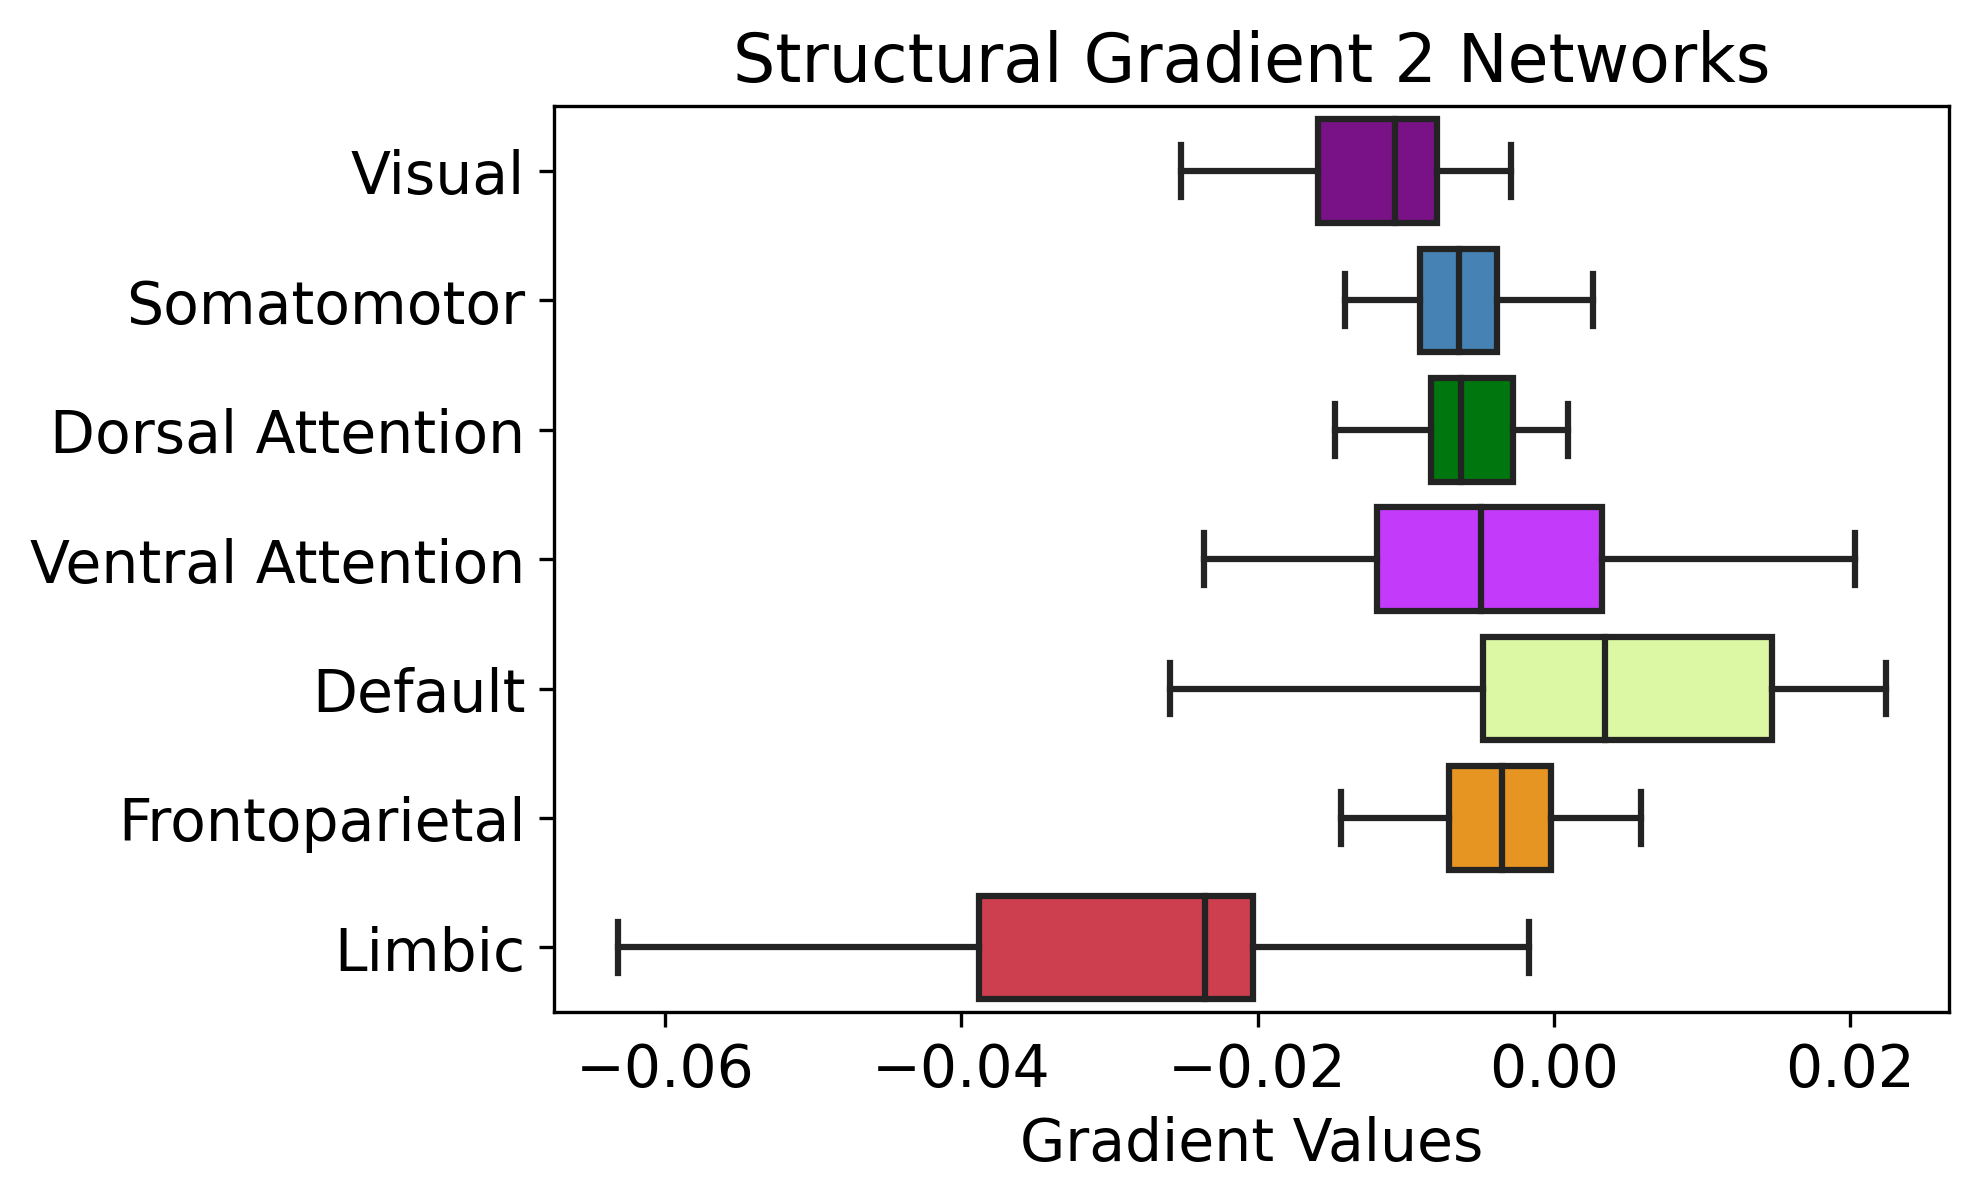 Structural Gradient 2 Networks
Visual
Somatomotor
Dorsal Attention
Ventral Attention
Default
Frontoparietal
Limbic
−0.06 −0.04 −0.02 0.00 0.02
Gradient Values